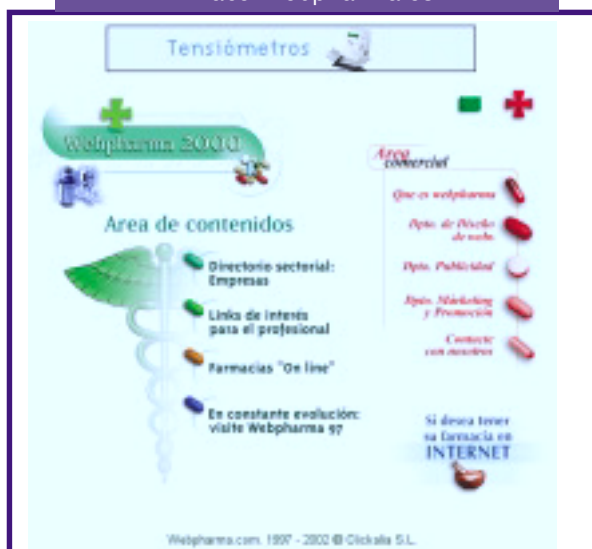 Tensiómetros
Webpharma 2000
Area
comercial
Que es webpharma
Dpto. de Diseño
de webs
Dpto. Publicidad
Dpto. Márketing
y Promoción
Contacte
con nosotros
Area de contenidos
Directorio sectorial:
Empresas
Links de interés
para el profesional
Farmacias "On line"
En constante evolución:
visite Webpharma 97
Si desea tener
su farmacia en
INTERNET
Webpharma.com. 1997 - 2002 © Clickalia S.L.